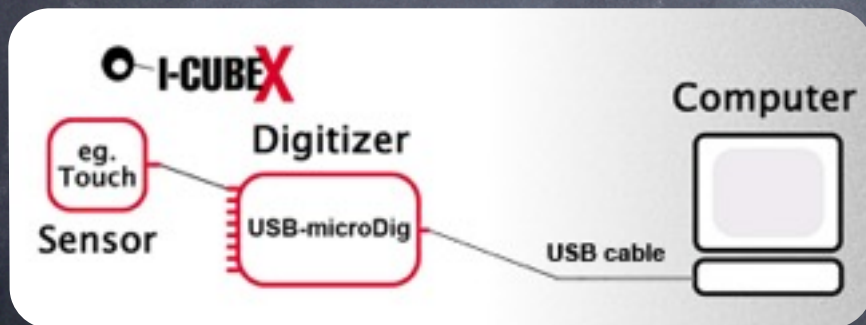 I-CUBEX
Computer
Digitizer
eg.
Touch
USB-microDig
Sensor
USB cable